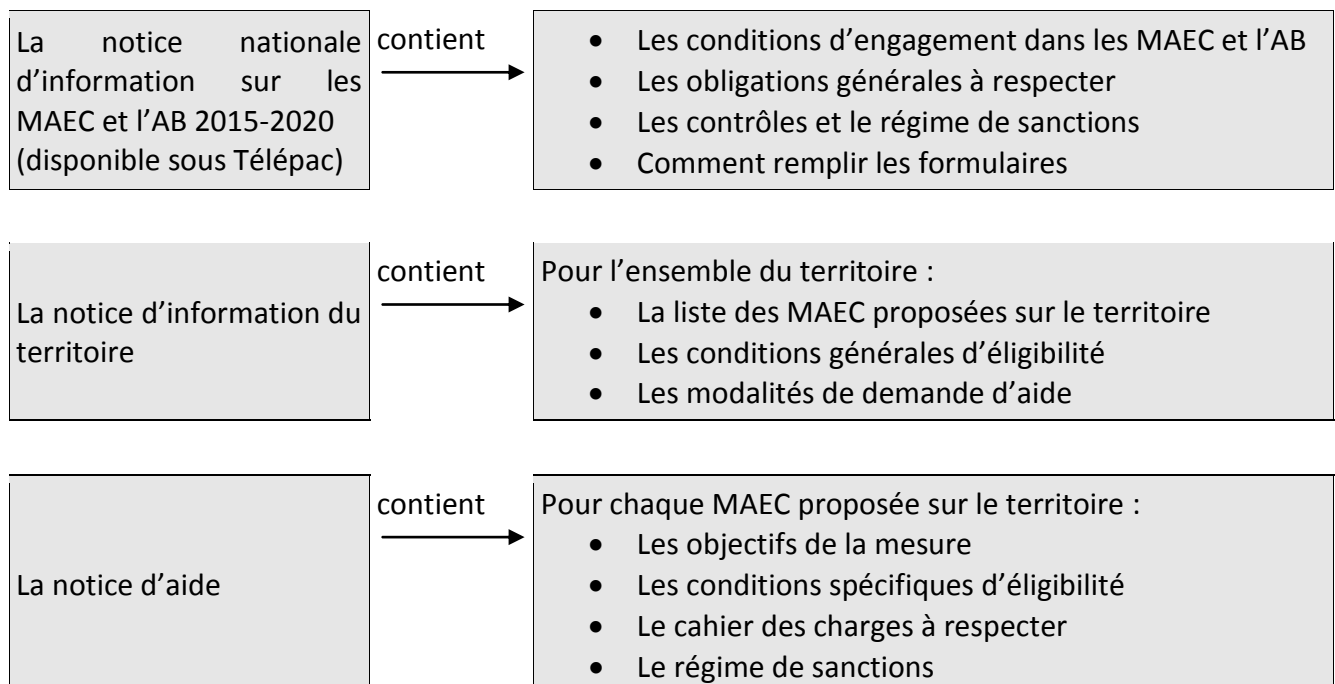 La notice nationale
d’information sur les
MAEC et l’AB 2015-2020
(disponible sous Télépac)
contient
• Les conditions d’engagement dans les MAEC et l’AB
• Les obligations générales à respecter
• Les contrôles et le régime de sanctions
• Comment remplir les formulaires
La notice d’information du
territoire
contient
Pour l’ensemble du territoire :
• La liste des MAEC proposées sur le territoire
• Les conditions générales d’éligibilité
• Les modalités de demande d’aide
La notice d’aide
contient
Pour chaque MAEC proposée sur le territoire :
• Les objectifs de la mesure
• Les conditions spécifiques d’éligibilité
• Le cahier des charges à respecter
• Le régime de sanctions